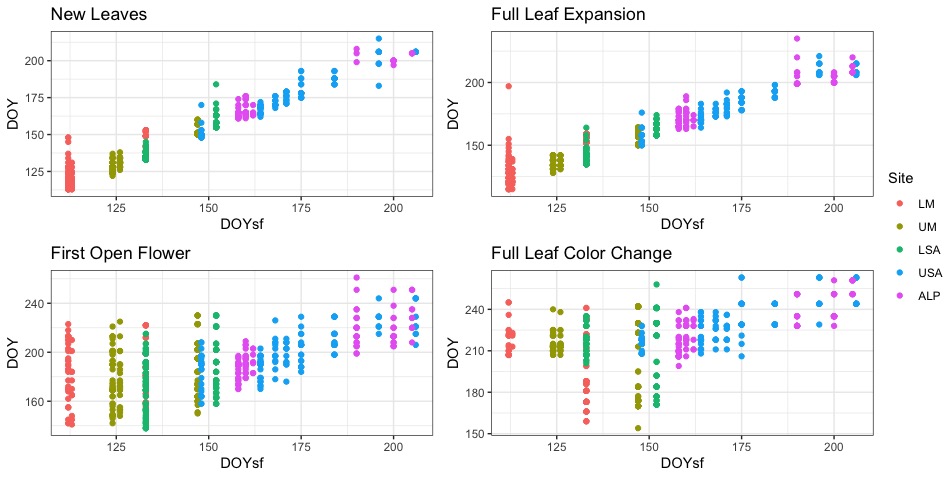 New Leaves
200
175
150
125
DOY
125 150 175 200
DOYsf
Full Leaf Expansion
200
150
DOY
125 150 175 200
DOYsf
First Open Flower
240
200
160
DOY
125 150 175 200
DOYsf
Full Leaf Color Change
240
210
180
150
DOY
125 150 175 200
DOYsf
Site
LM
UM
LSA
USA
ALP